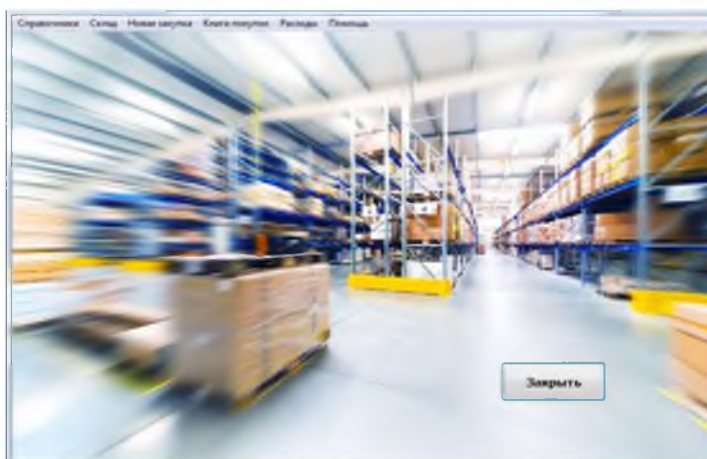 Справочники Склад Новая закупка Книга покупок Расходы Помощь
Закрыть